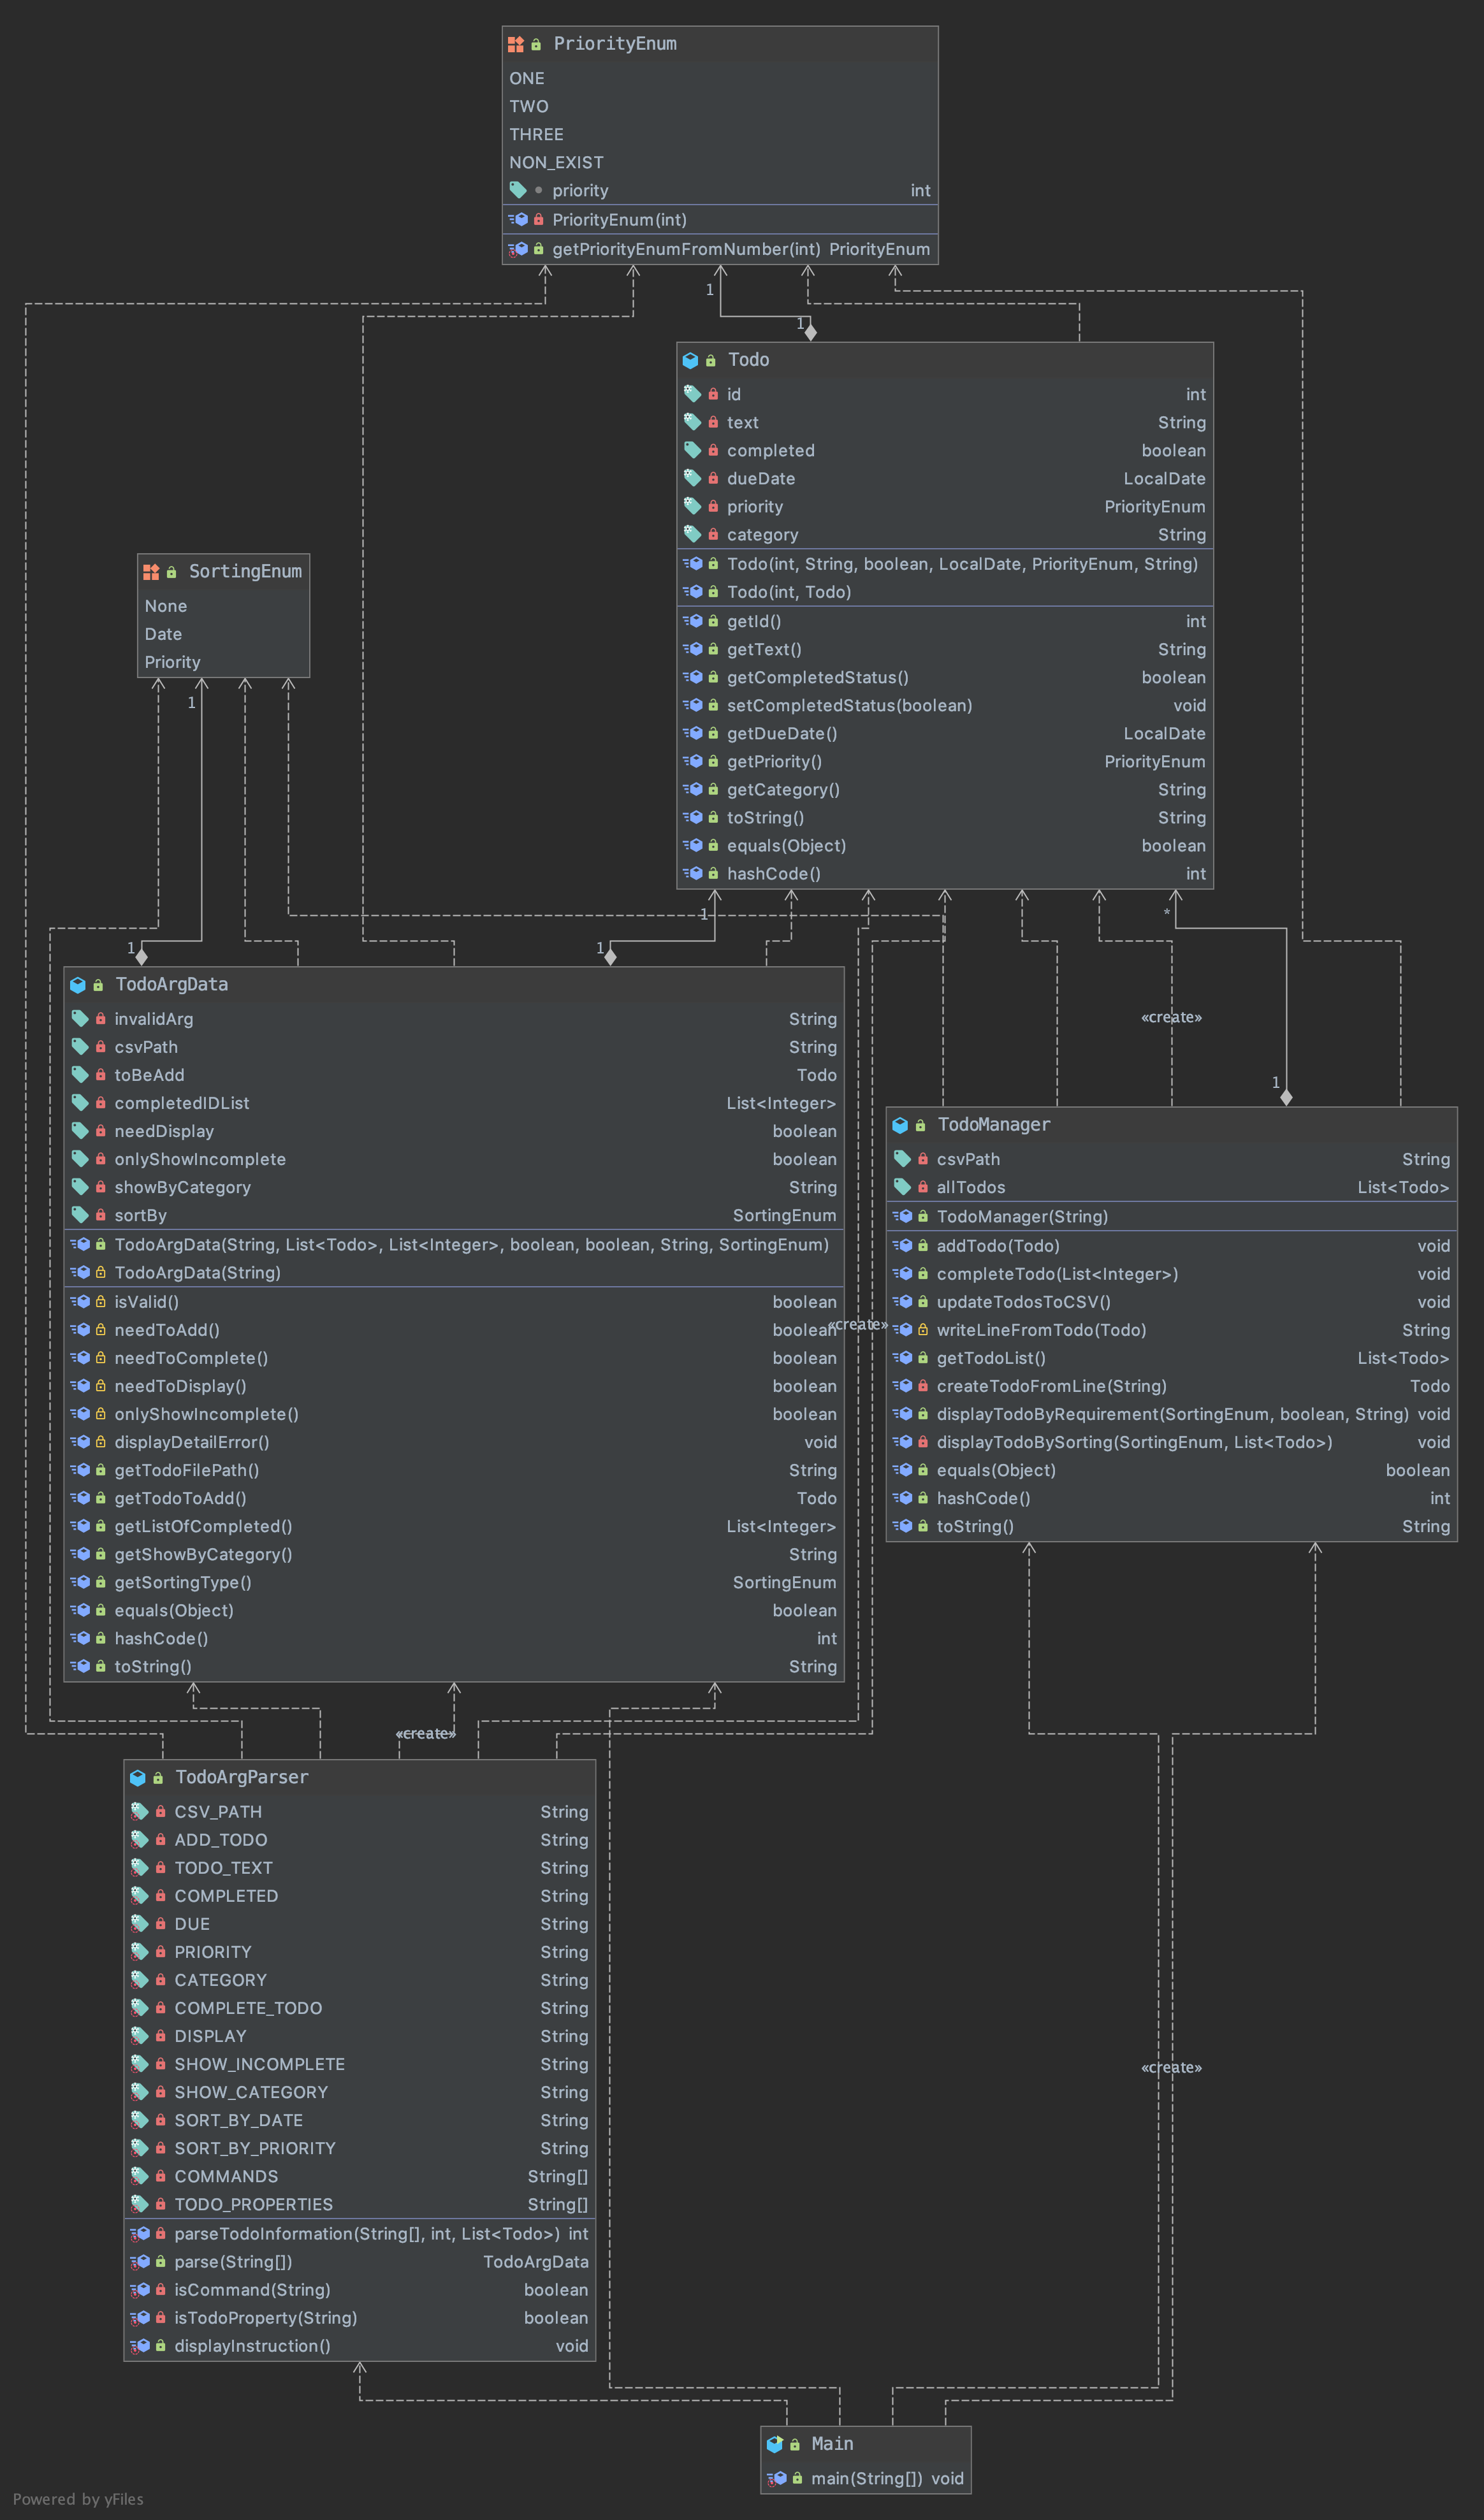 PriorityEnum
ONE
TWO
THREE
NON_EXIST
priority int
PriorityEnum(int)
getPriorityEnumFromNumber(int) PriorityEnum
1
1
Todo
id int
text String
completed boolean
dueDate LocalDate
priority PriorityEnum
category String
Todo(int, String, boolean, LocalDate, PriorityEnum, String)
Todo(int, Todo)
getId() int
getText() String
getCompletedStatus() boolean
setCompletedStatus(boolean) void
getDueDate() LocalDate
getPriority() PriorityEnum
getCategory() String
toString() String
equals(Object) boolean
hashCode() int
SortingEnum
None
Date
Priority
1
1
1
1
*
«create»
1
TodoArgData
invalidArg String
csvPath String
toBeAdd Todo
completedIDList List<Integer>
needDisplay boolean
onlyShowIncomplete boolean
showByCategory String
sortBy SortingEnum
TodoArgData(String, List<Todo>, List<Integer>, boolean, boolean, String, SortingEnum)
TodoArgData(String)
isValid() boolean
needToAdd() boolean
needToComplete() boolean
needToDisplay() boolean
onlyShowIncomplete() boolean
displayDetailError() void
getTodoFilePath() String
getTodoToAdd() Todo
getListOfCompleted() List<Integer>
getShowByCategory() String
getSortingType() SortingEnum
equals(Object) boolean
hashCode() int
toString() String
«create»
TodoManager
csvPath String
allTodos List<Todo>
TodoManager(String)
addTodo(Todo) void
completeTodo(List<Integer>) void
updateTodosToCSV() void
writeLineFromTodo(Todo) String
getTodoList() List<Todo>
createTodoFromLine(String) Todo
displayTodoByRequirement(SortingEnum, boolean, String) void
displayTodoBySorting(SortingEnum, List<Todo>) void
equals(Object) boolean
hashCode() int
toString() String
«create»
TodoArgParser
CSV_PATH String
ADD_TODO String
TODO_TEXT String
COMPLETED String
DUE String
PRIORITY String
CATEGORY String
COMPLETE_TODO String
DISPLAY String
SHOW_INCOMPLETE String
SHOW_CATEGORY String
SORT_BY_DATE String
SORT_BY_PRIORITY String
COMMANDS String[]
TODO_PROPERTIES String[]
parseTodoInformation(String[], int, List<Todo>) int
parse(String[]) TodoArgData
isCommand(String) boolean
isTodoProperty(String) boolean
displayInstruction() void
«create»
Main
main(String[]) void
Powered by yFiles